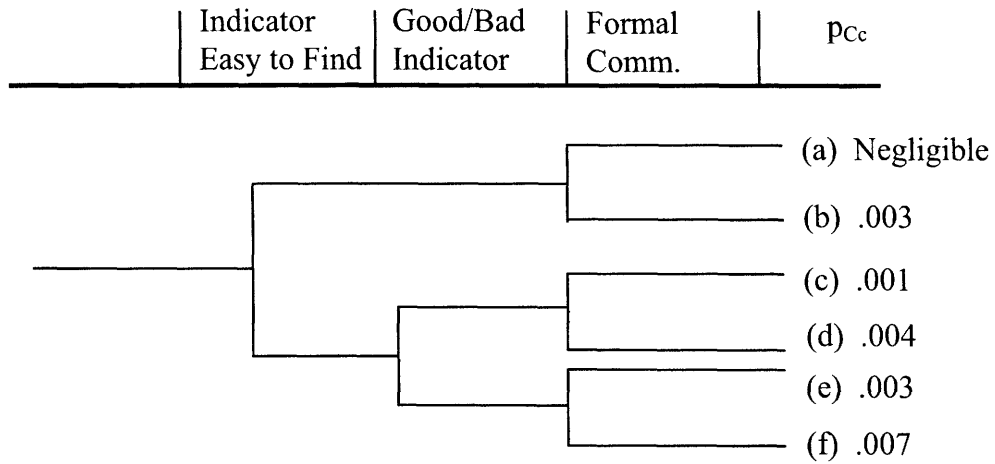 Indicator Easy to Find
Good/Bad Indicator
Formal Comm.
pCc
(a) Negligible
(b) .003
(c) .001
(d) .004
(e) .003
(f) .007